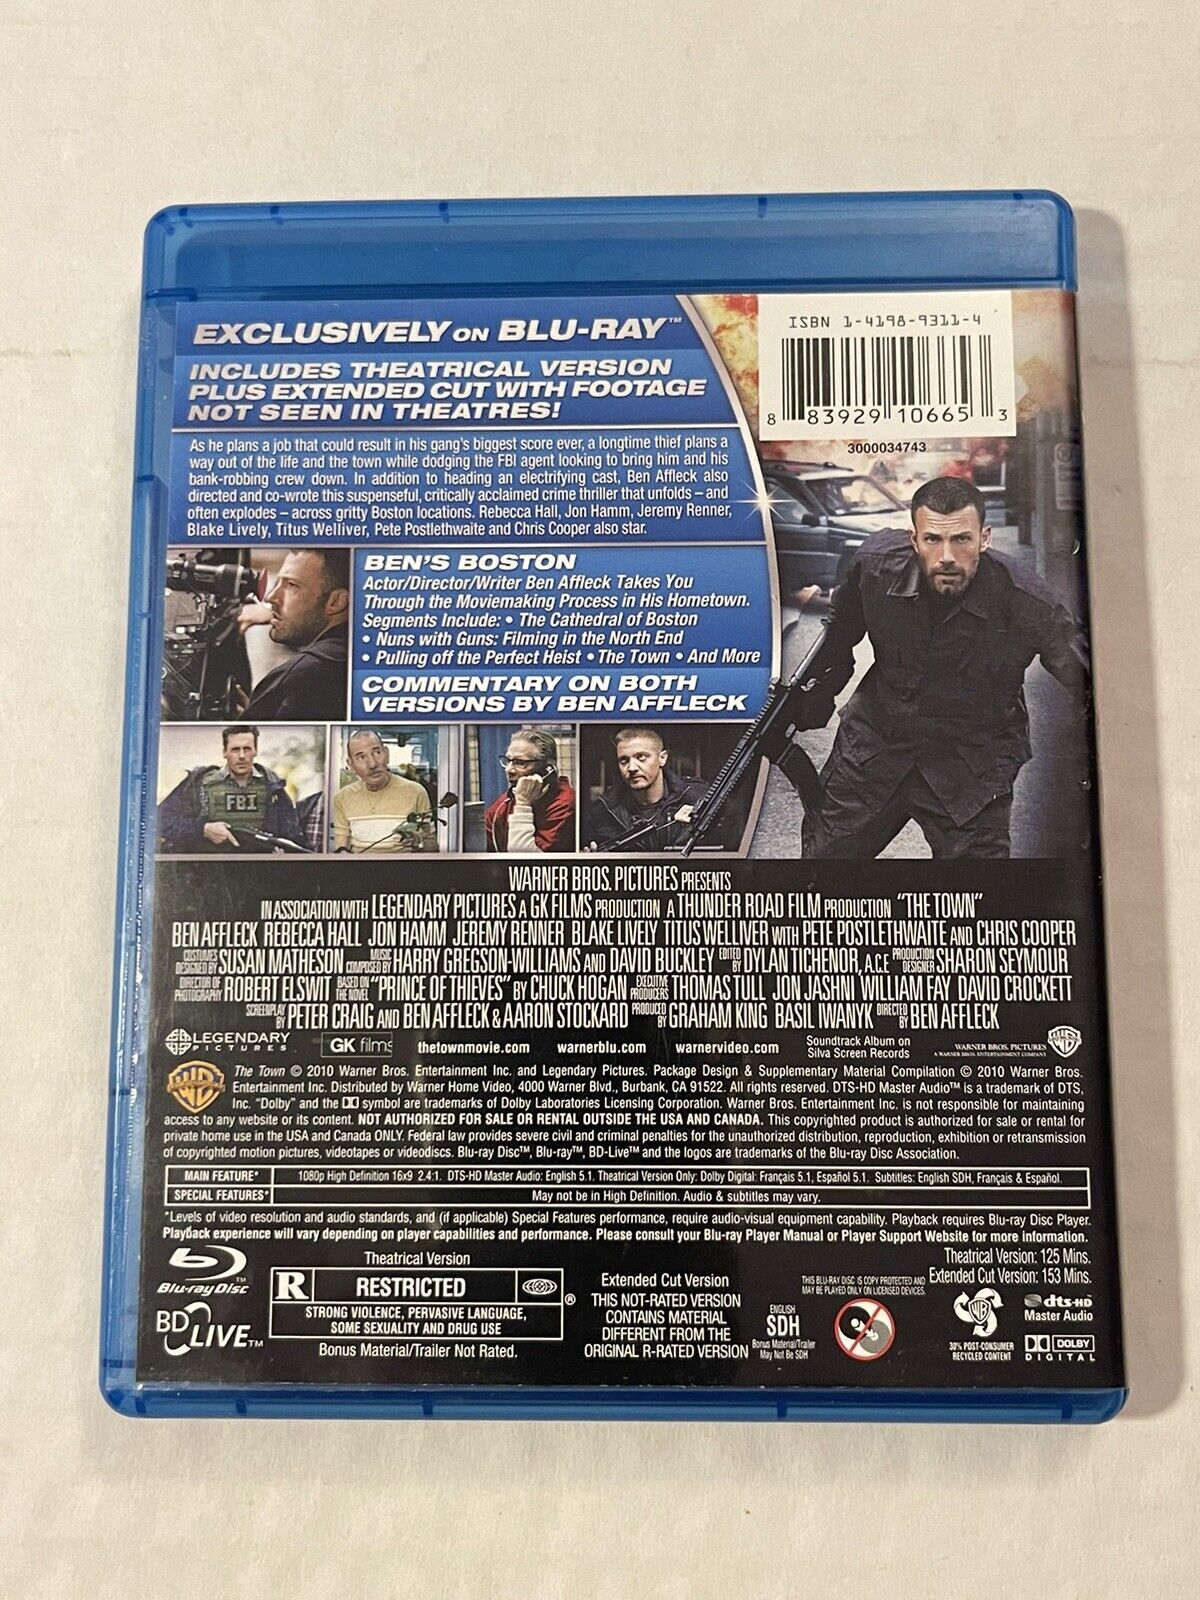 EXCLUSIVELY ON BLU-RAY™
INCLUDES THEATRICAL VERSION
PLUS EXTENDED CUT WITH FOOTAGE
NOT SEEN IN THEATRES!
As he plans a job that could result in his gang's biggest score ever, a longtime thief plans a
way out of the life and the town while dodging the FBI agent looking to bring him and his
bank-robbing crew down. In addition to heading an electrifying cast, Ben Affleck also
directed and co-wrote this suspenseful, critically acclaimed crime thriller that unfolds – and
often explodes – across gritty Boston locations. Rebecca Hall, Jon Hamm, Jeremy Renner,
Blake Lively, Titus Welliver, Pete Postlethwaite and Chris Cooper also star.
ISBN 1-4198-9311-4
8 83929 10665 3
3000034743
BEN'S BOSTON
Actor/Director/Writer Ben Affleck Takes You
Through the Moviemaking Process in His Hometown.
Segments Include: • The Cathedral of Boston
• Nuns with Guns: Filming in the North End
• Pulling off the Perfect Heist • The Town • And More
COMMENTARY ON BOTH
VERSIONS BY BEN AFFLECK
FBI
WARNER BROS. PICTURES PRESENTS
IN ASSOCIATION WITH LEGENDARY PICTURES A GK FILMS PRODUCTION A THUNDER ROAD FILM PRODUCTION "THE TOWN"
BEN AFFLECK REBECCA HALL JON HAMM JEREMY RENNER BLAKE LIVELY TITUS WELLIVER WITH PETE POSTLETHWAITE AND CHRIS COOPER
COSTUMES DESIGNED BY SUSAN MATHESON MUSIC COMPOSED BY HARRY GREGSON-WILLIAMS AND DAVID BUCKLEY EDITED BY DYLAN TICHENOR, A.C.E PRODUCTION DESIGNER SHARON SEYMOUR
DIRECTOR OF PHOTOGRAPHY ROBERT ELSWIT BASED ON THE NOVEL "PRINCE OF THIEVES" BY CHUCK HOGAN EXECUTIVE PRODUCERS THOMAS TULL JON JASHNI WILLIAM FAY DAVID CROCKETT
SCREENPLAY BY PETER CRAIG AND BEN AFFLECK & AARON STOCKARD PRODUCED BY GRAHAM KING BASIL IWANYK DIRECTED BY BEN AFFLECK
LEGENDARY PICTURES GK films thetownmovie.com warnerblu.com warnervideo.com Soundtrack Album on Silva Screen Records WARNER BROS. PICTURES A WARNER BROS. ENTERTAINMENT COMPANY
The Town © 2010 Warner Bros. Entertainment Inc. and Legendary Pictures. Package Design & Supplementary Material Compilation © 2010 Warner Bros.
Entertainment Inc. Distributed by Warner Home Video, 4000 Warner Blvd., Burbank, CA 91522. All rights reserved. DTS-HD Master Audio™ is a trademark of DTS,
Inc. "Dolby" and the DD symbol are trademarks of Dolby Laboratories Licensing Corporation. Warner Bros. Entertainment Inc. is not responsible for maintaining
access to any website or its content. NOT AUTHORIZED FOR SALE OR RENTAL OUTSIDE THE USA AND CANADA. This copyrighted product is authorized for sale or rental for
private home use in the USA and Canada ONLY. Federal law provides severe civil and criminal penalties for the unauthorized distribution, reproduction, exhibition or retransmission
of copyrighted motion pictures, videotapes or videodiscs. Blu-ray Disc™, Blu-ray™, BD-Live™ and the logos are trademarks of the Blu-ray Disc Association.
MAIN FEATURE* 1080p High Definition 16x9 2.4:1. DTS-HD Master Audio: English 5.1. Theatrical Version Only: Dolby Digital: Français 5.1, Español 5.1. Subtitles: English SDH, Français & Español.
SPECIAL FEATURES* May not be in High Definition. Audio & subtitles may vary.
*Levels of video resolution and audio standards, and (if applicable) Special Features performance, require audio-visual equipment capability. Playback requires Blu-ray Disc Player.
Playback experience will vary depending on player capabilities and performance. Please consult your Blu-ray Player Manual or Player Support Website for more information.
Blu-ray Disc™
BD LIVE™
Theatrical Version
R RESTRICTED ®
STRONG VIOLENCE, PERVASIVE LANGUAGE,
SOME SEXUALITY AND DRUG USE
Bonus Material/Trailer Not Rated.
Extended Cut Version
THIS NOT-RATED VERSION
CONTAINS MATERIAL
DIFFERENT FROM THE
ORIGINAL R-RATED VERSION
Theatrical Version: 125 Mins.
Extended Cut Version: 153 Mins.
THIS BLU-RAY DISC IS COPY PROTECTED AND
MAY BE PLAYED ONLY ON LICENSED DEVICES.
ENGLISH
SDH
Bonus Material/Trailer
May Not Be SDH
30% POST-CONSUMER
RECYCLED CONTENT
dts-HD
Master Audio
DOLBY
DIGITAL